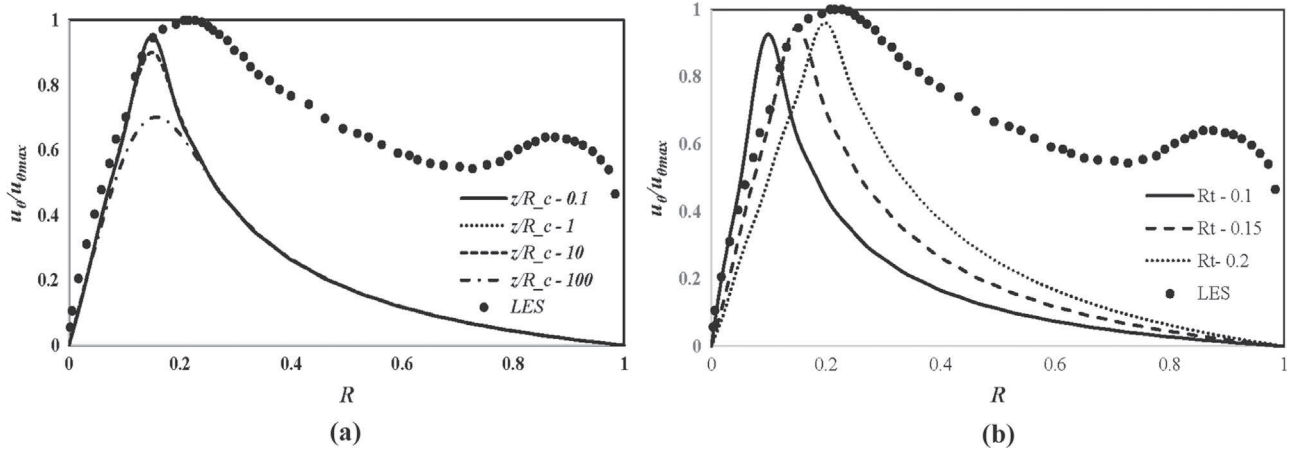 1
0.8
0.6
0.4
0.2
0
0 0.2 0.4 0.6 0.8 1
u_θ/u_θmax
R
z/R_c - 0.1
z/R_c - 1
z/R_c - 10
z/R_c - 100
LES
(a)
1
0.8
0.6
0.4
0.2
0
0 0.2 0.4 0.6 0.8 1
u_θ/u_θmax
R
Rt - 0.1
Rt - 0.15
Rt- 0.2
LES
(b)